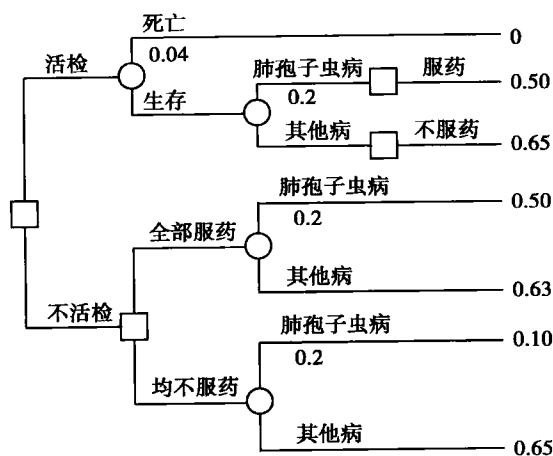 死亡
0
活检
0.04
肺孢子虫病
服药
0.50
生存
0.2
其他病
不服药
0.65
肺孢子虫病
0.50
全部服药
0.2
其他病
0.63
不活检
肺孢子虫病
0.10
0.2
均不服药
其他病
0.65